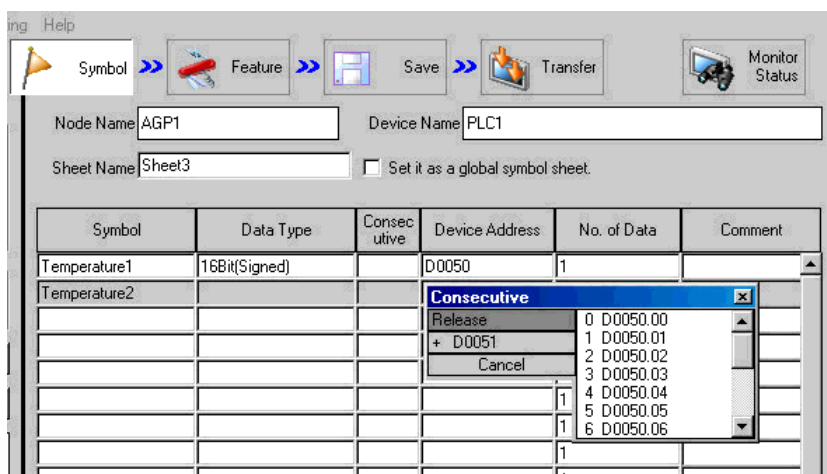 ing Help
Symbol Feature Save Transfer Monitor Status
Node Name AGP1 Device Name PLC1
Sheet Name Sheet3 Set it as a global symbol sheet.
Symbol Data Type Consecutive Device Address No. of Data Comment
Temperature1 16Bit(Signed) D0050 1
Temperature2
Consecutive
Release
+ D0051
Cancel
0 D0050.00
1 D0050.01
2 D0050.02
3 D0050.03
4 D0050.04
5 D0050.05
6 D0050.06
1
1
1